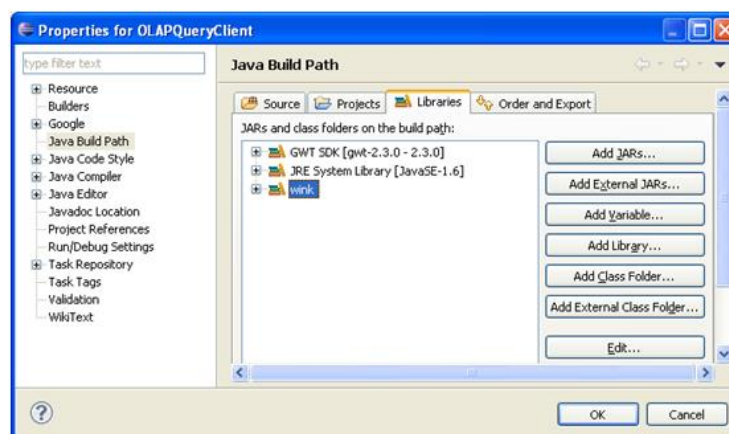 Properties for OLAPQueryClient
type filter text
Resource
Builders
Google
Java Build Path
Java Code Style
Java Compiler
Java Editor
Javadoc Location
Project References
Run/Debug Settings
Task Repository
Task Tags
Validation
WikiText
Java Build Path
Source
Projects
Libraries
Order and Export
JARs and class folders on the build path:
GWT SDK [gwt-2.3.0 - 2.3.0]
JRE System Library [JavaSE-1.6]
wink
Add JARs...
Add External JARs...
Add Variable...
Add Library...
Add Class Folder...
Add External Class Folder...
Edit...
?
OK
Cancel